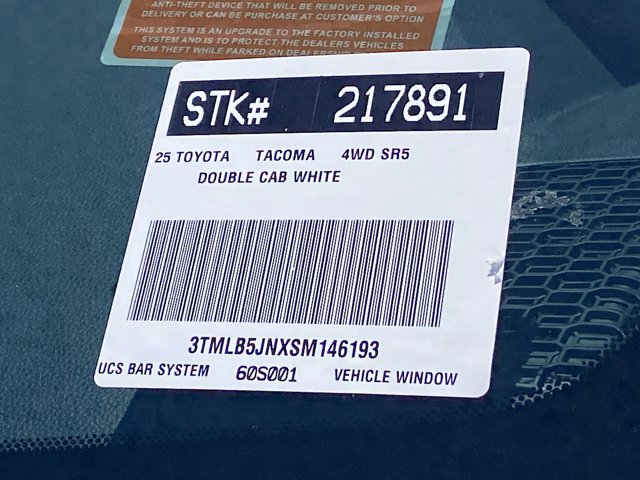 ANTI-THEFT DEVICE THAT WILL BE REMOVED PRIOR TO
DELIVERY OR CAN BE PURCHASE AT CUSTOMER'S OPTION
THIS SYSTEM IS AN UPGRADE TO THE FACTORY INSTALLED
SYSTEM AND IS TO PROTECT THE DEALERS VEHICLES
FROM THEFT WHILE PARKED ON
STK# 217891
25 TOYOTA TACOMA 4WD SR5
DOUBLE CAB WHITE
3TMLB5JNXSM146193
UCS BAR SYSTEM 60S001 VEHICLE WINDOW